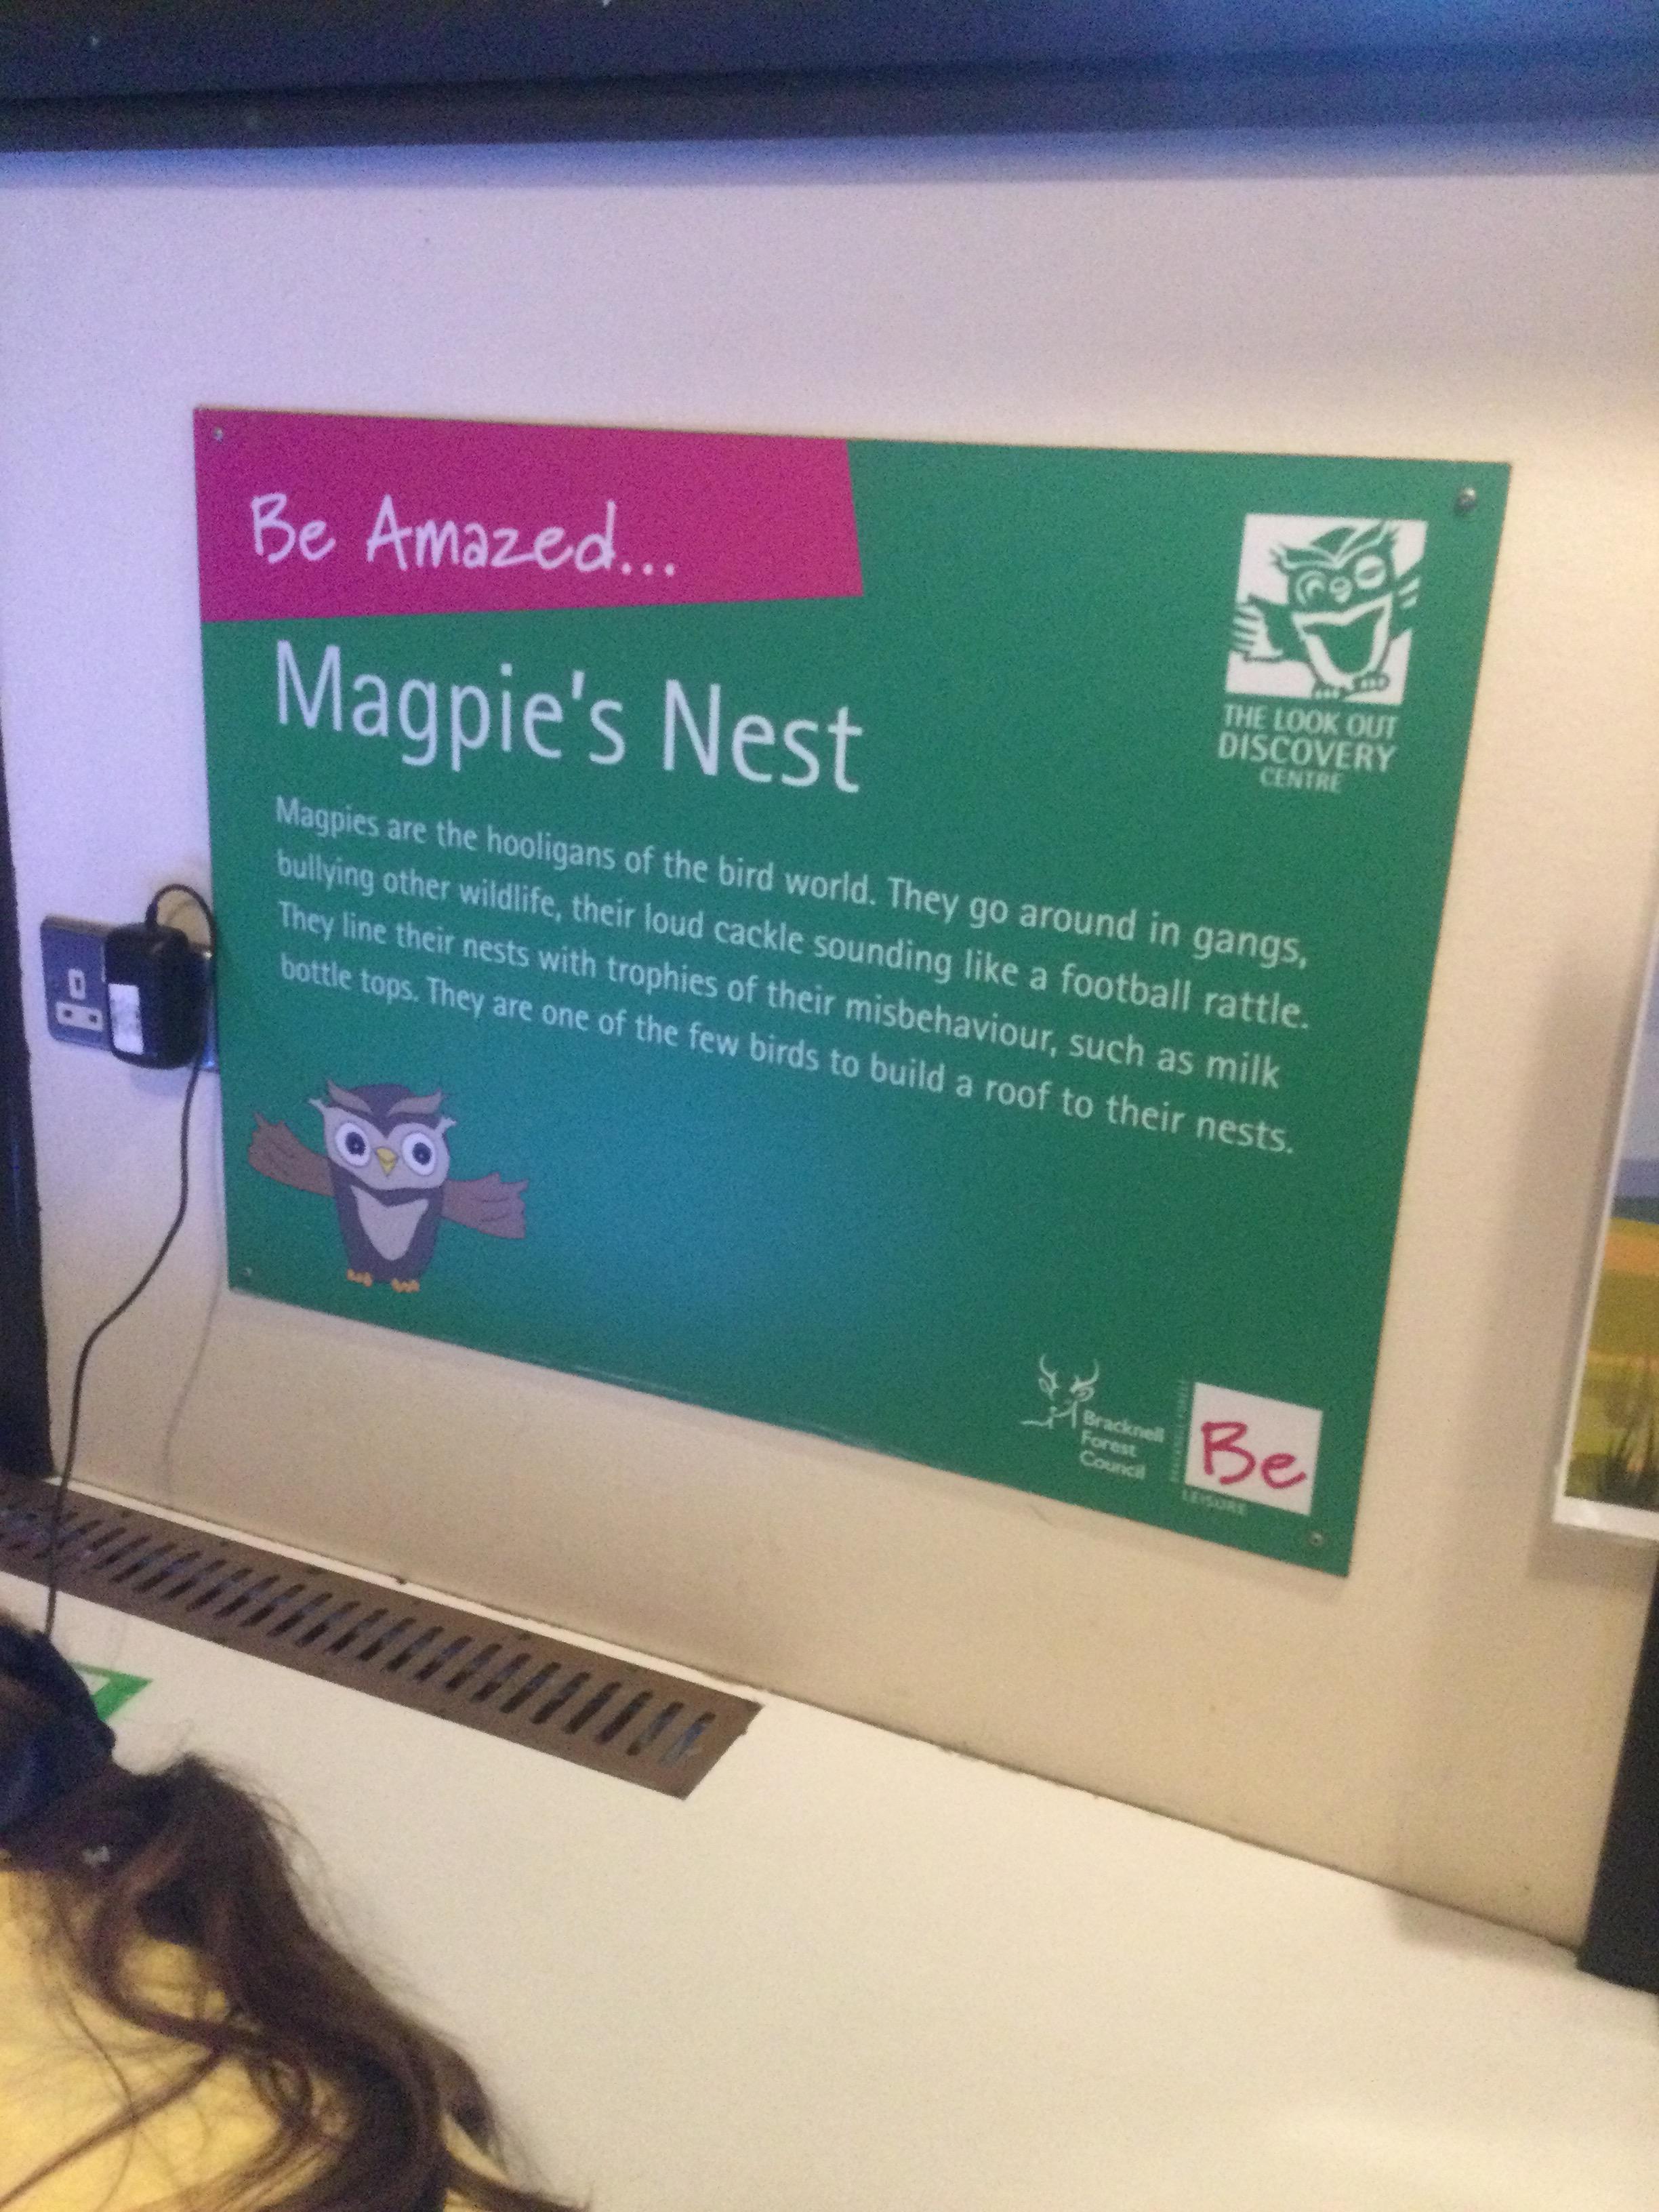 Be Amazed...
Magpie's Nest
THE LOOK OUT
DISCOVERY
CENTRE
Magpies are the hooligans of the bird world. They go around in gangs,
bullying other wildlife, their loud cackle sounding like a football rattle.
They line their nests with trophies of their misbehaviour, such as milk
bottle tops. They are one of the few birds to build a roof to their nests.
Bracknell
Forest
Council
Be
LEISURE